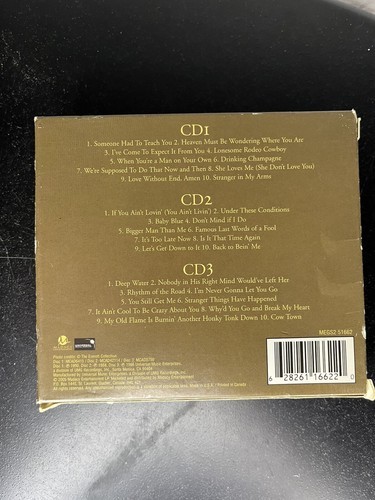 CD1
1. Someone Had To Teach You 2. Heaven Must Be Wondering Where You Are
3. I've Come To Expect It From You 4. Lonesome Rodeo Cowboy
5. When You're a Man on Your Own 6. Drinking Champagne
7. We're Supposed To Do That Now and Then 8. She Loves Me (She Don't Love You)
9. Love Without End, Amen 10. Stranger in My Arms
CD2
1. If You Ain't Lovin' (You Ain't Livin') 2. Under These Conditions
3. Baby Blue 4. Don't Mind if I Do
5. Bigger Man Than Me 6. Famous Last Words of a Fool
7. It's Too Late Now 8. Is It That Time Again
9. Let's Get Down to It 10. Back to Bein' Me
CD3
1. Deep Water 2. Nobody in His Right Mind Would've Left Her
3. Rhythm of the Road 4. I'm Never Gonna Let You Go
5. You Still Get Me 6. Stranger Things Have Happened
7. It Ain't Cool To Be Crazy About You 8. Why'd You Go and Break My Heart
9. My Old Flame Is Burnin' Another Honky Tonk Down 10. Cow Town
MEGS2 51662
6 28261 16622 0